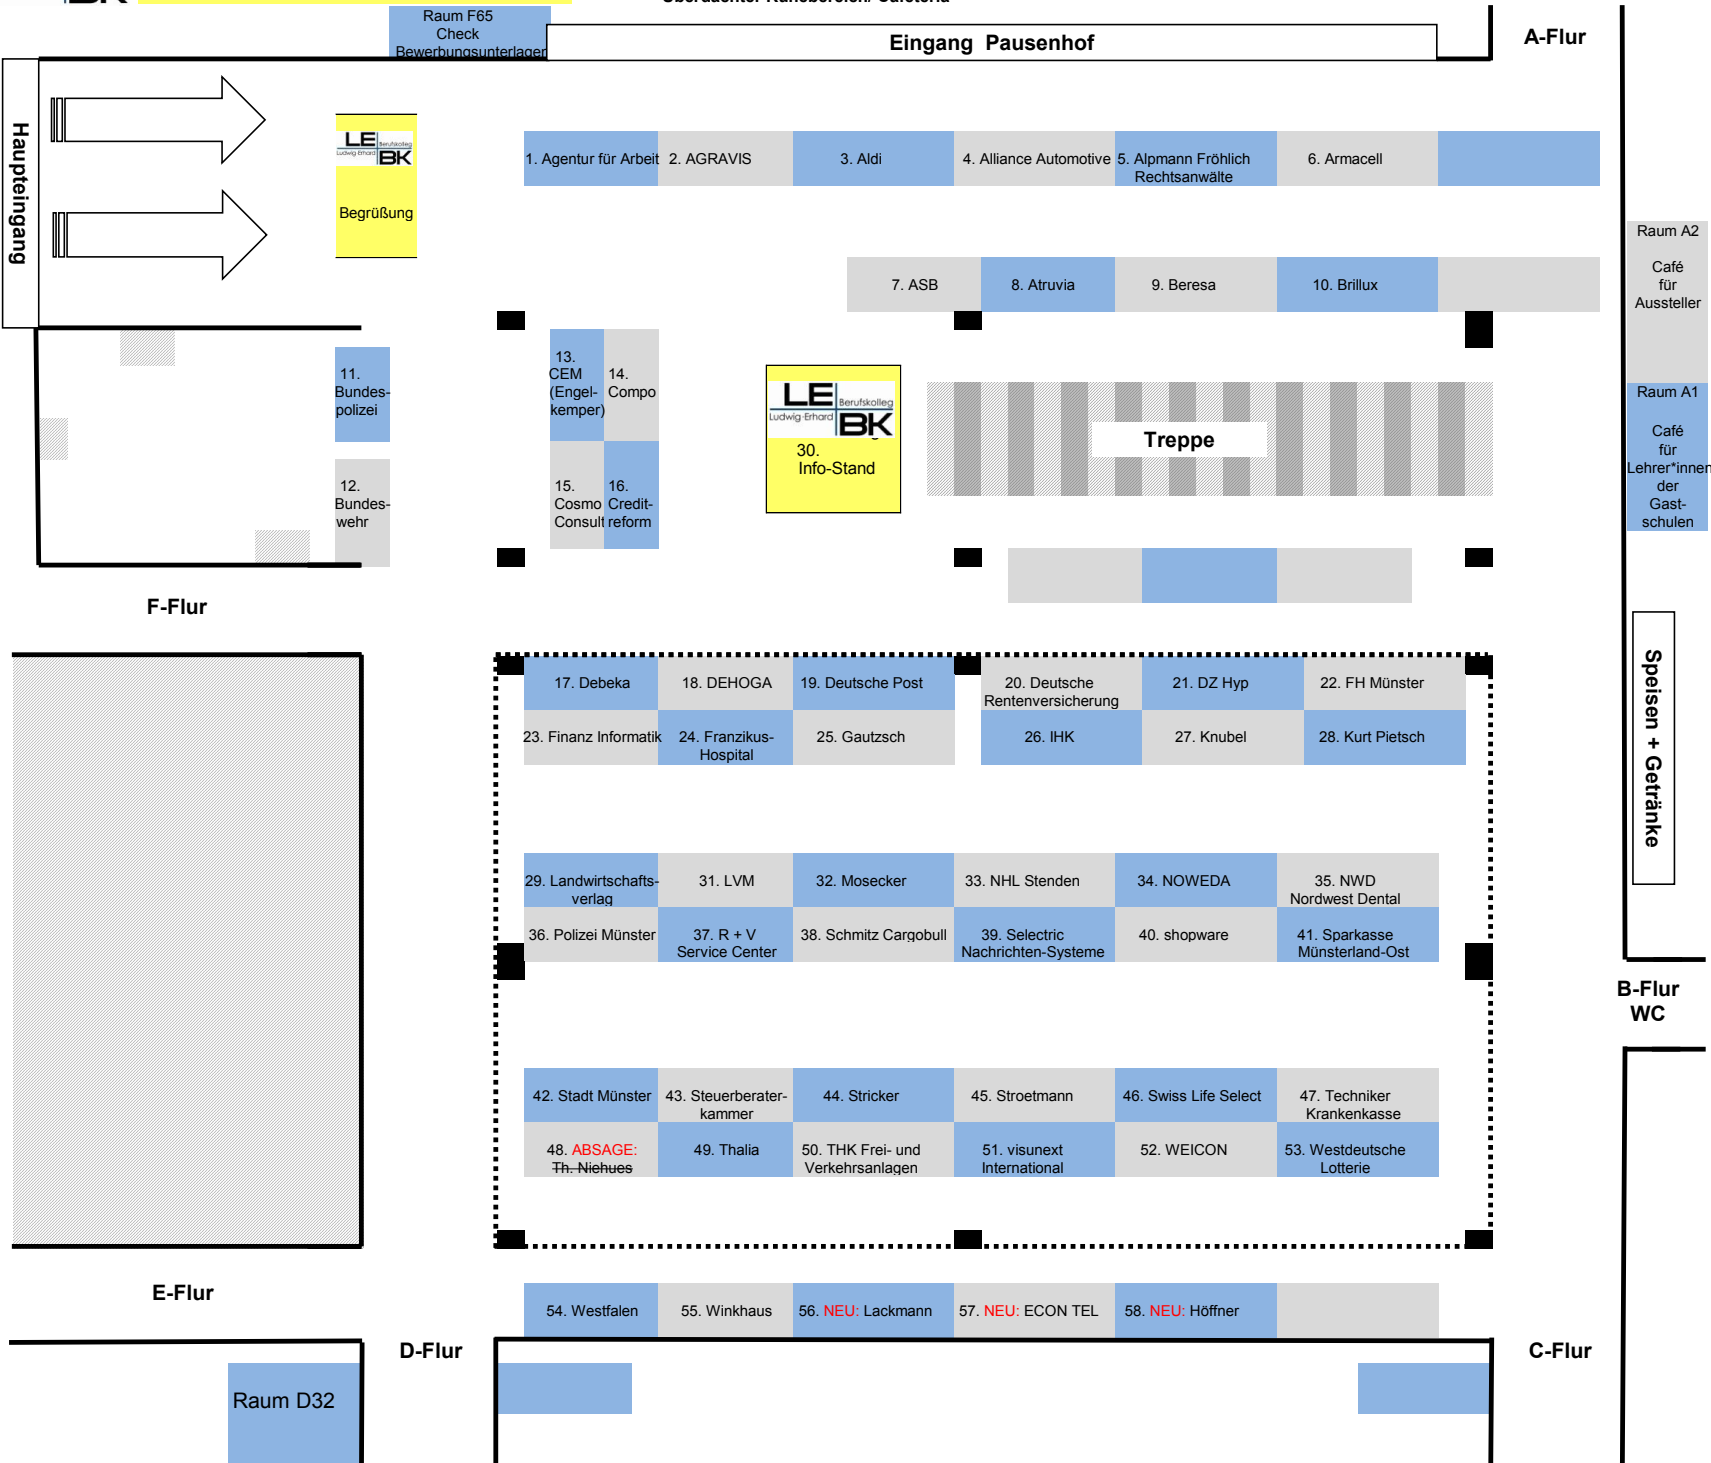 BK
Überdachter Ruhebereich/ Cafeteria
Raum F65
Check
Bewerbungsunterlagen
Eingang Pausenhof
A-Flur
Haupteingang
LE Berufskolleg
Ludwig-Erhard BK
Begrüßung
1. Agentur für Arbeit
2. AGRAVIS
3. Aldi
4. Alliance Automotive
5. Alpmann Fröhlich
Rechtsanwälte
6. Armacell
7. ASB
8. Atruvia
9. Beresa
10. Brillux
Raum A2
Café
für
Aussteller
11.
Bundes-
polizei
12.
Bundes-
wehr
13.
CEM
(Engel-
kemper)
14.
Compo
15.
Cosmo
Consult
16.
Credit-
reform
LE Berufskolleg
Ludwig-Erhard BK
30.
Info-Stand
Treppe
Raum A1
Café
für
Lehrer*innen
der
Gast-
schulen
F-Flur
Speisen + Getränke
17. Debeka
18. DEHOGA
19. Deutsche Post
20. Deutsche
Rentenversicherung
21. DZ Hyp
22. FH Münster
23. Finanz Informatik
24. Franzikus-
Hospital
25. Gautzsch
26. IHK
27. Knubel
28. Kurt Pietsch
29. Landwirtschafts-
verlag
31. LVM
32. Mosecker
33. NHL Stenden
34. NOWEDA
35. NWD
Nordwest Dental
36. Polizei Münster
37. R + V
Service Center
38. Schmitz Cargobull
39. Selectric
Nachrichten-Systeme
40. shopware
41. Sparkasse
Münsterland-Ost
B-Flur
WC
42. Stadt Münster
43. Steuerberater-
kammer
44. Stricker
45. Stroetmann
46. Swiss Life Select
47. Techniker
Krankenkasse
48. ABSAGE:
Th. Niehues
49. Thalia
50. THK Frei- und
Verkehrsanlagen
51. visunext
International
52. WEICON
53. Westdeutsche
Lotterie
E-Flur
54. Westfalen
55. Winkhaus
56. NEU: Lackmann
57. NEU: ECON TEL
58. NEU: Höffner
D-Flur
C-Flur
Raum D32